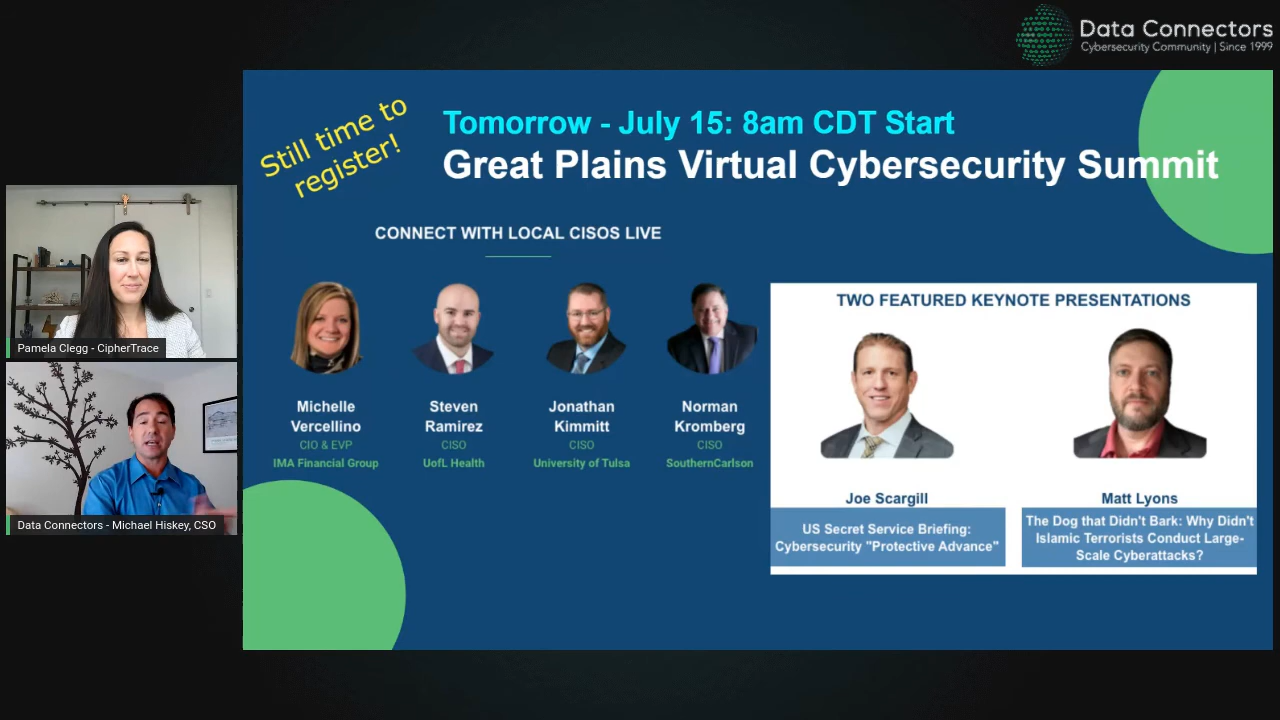 Data Connectors
Cybersecurity Community | Since 1999
Still time to
register!
Tomorrow - July 15: 8am CDT Start
Great Plains Virtual Cybersecurity Summit
CONNECT WITH LOCAL CISOS LIVE
Michelle
Vercellino
CIO & EVP
IMA Financial Group
Steven
Ramirez
CISO
UofL Health
Jonathan
Kimmitt
CISO
University of Tulsa
Norman
Kromberg
CISO
SouthernCarlson
TWO FEATURED KEYNOTE PRESENTATIONS
Joe Scargill
US Secret Service Briefing:
Cybersecurity "Protective Advance"
Matt Lyons
The Dog that Didn't Bark: Why Didn't
Islamic Terrorists Conduct Large-
Scale Cyberattacks?
Pamela Clegg - CipherTrace
Data Connectors - Michael Hiskey, CSO